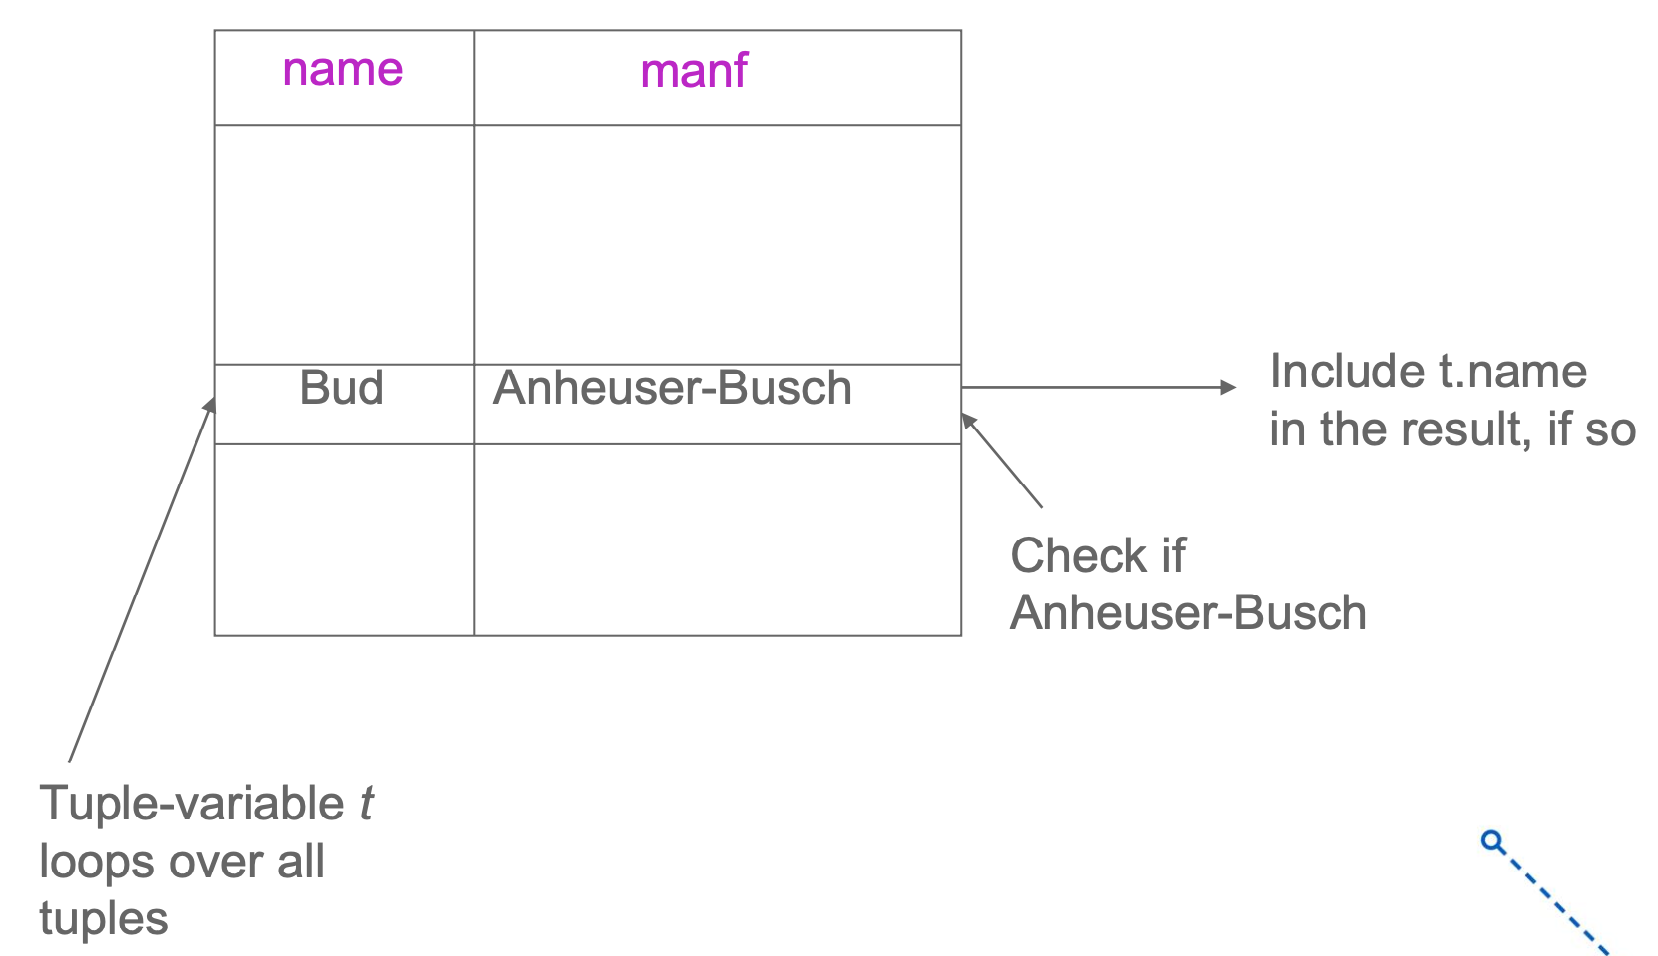 name manf
Bud Anheuser-Busch
Include t.name
in the result, if so
Check if
Anheuser-Busch
Tuple-variable t
loops over all
tuples